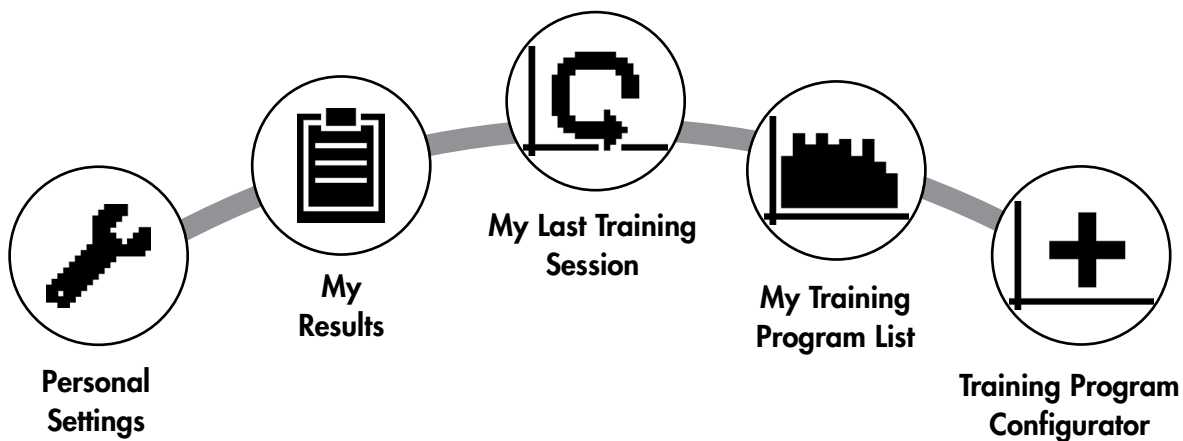 Personal
Settings
My
Results
My Last Training
Session
My Training
Program List
Training Program
Configurator